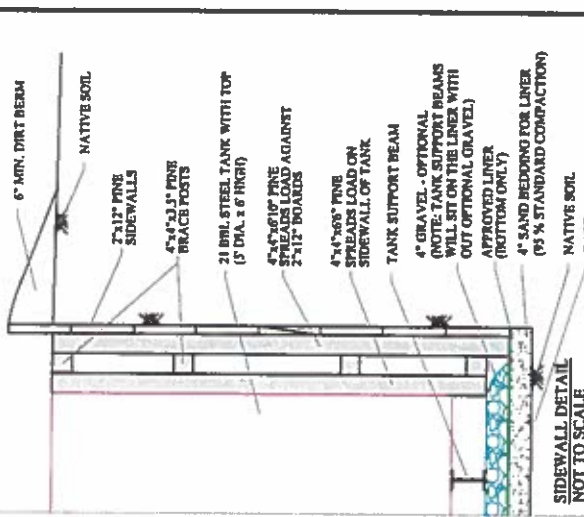 6" MIN. DIRT BERM
NATIVE SOIL
2"x12" PINE
SIDEWALLS
4"x4"x3.5" PINE
BRACE POSTS
21 BBL STEEL TANK WITH TOP
(5' DIA. x 6' HIGH)
4"x4"x6'10" PINE
SPREADS LOAD AGAINST
2"x12" BOARDS
4"x4"x6'6" PINE
SPREADS LOAD ON
SIDEWALL OF TANK
TANK SUPPORT BEAM
4" GRAVEL - OPTIONAL
(NOTE: TANK SUPPORT BEAMS
WILL SIT ON THE LINER WITH
OUT OPTIONAL GRAVEL)
APPROVED LINER
(BOTTOM ONLY)
4" SAND BEDDING FOR LINER
(95 % STANDARD COMPACTION)
NATIVE SOIL
SIDEWALL DETAIL
NOT TO SCALE